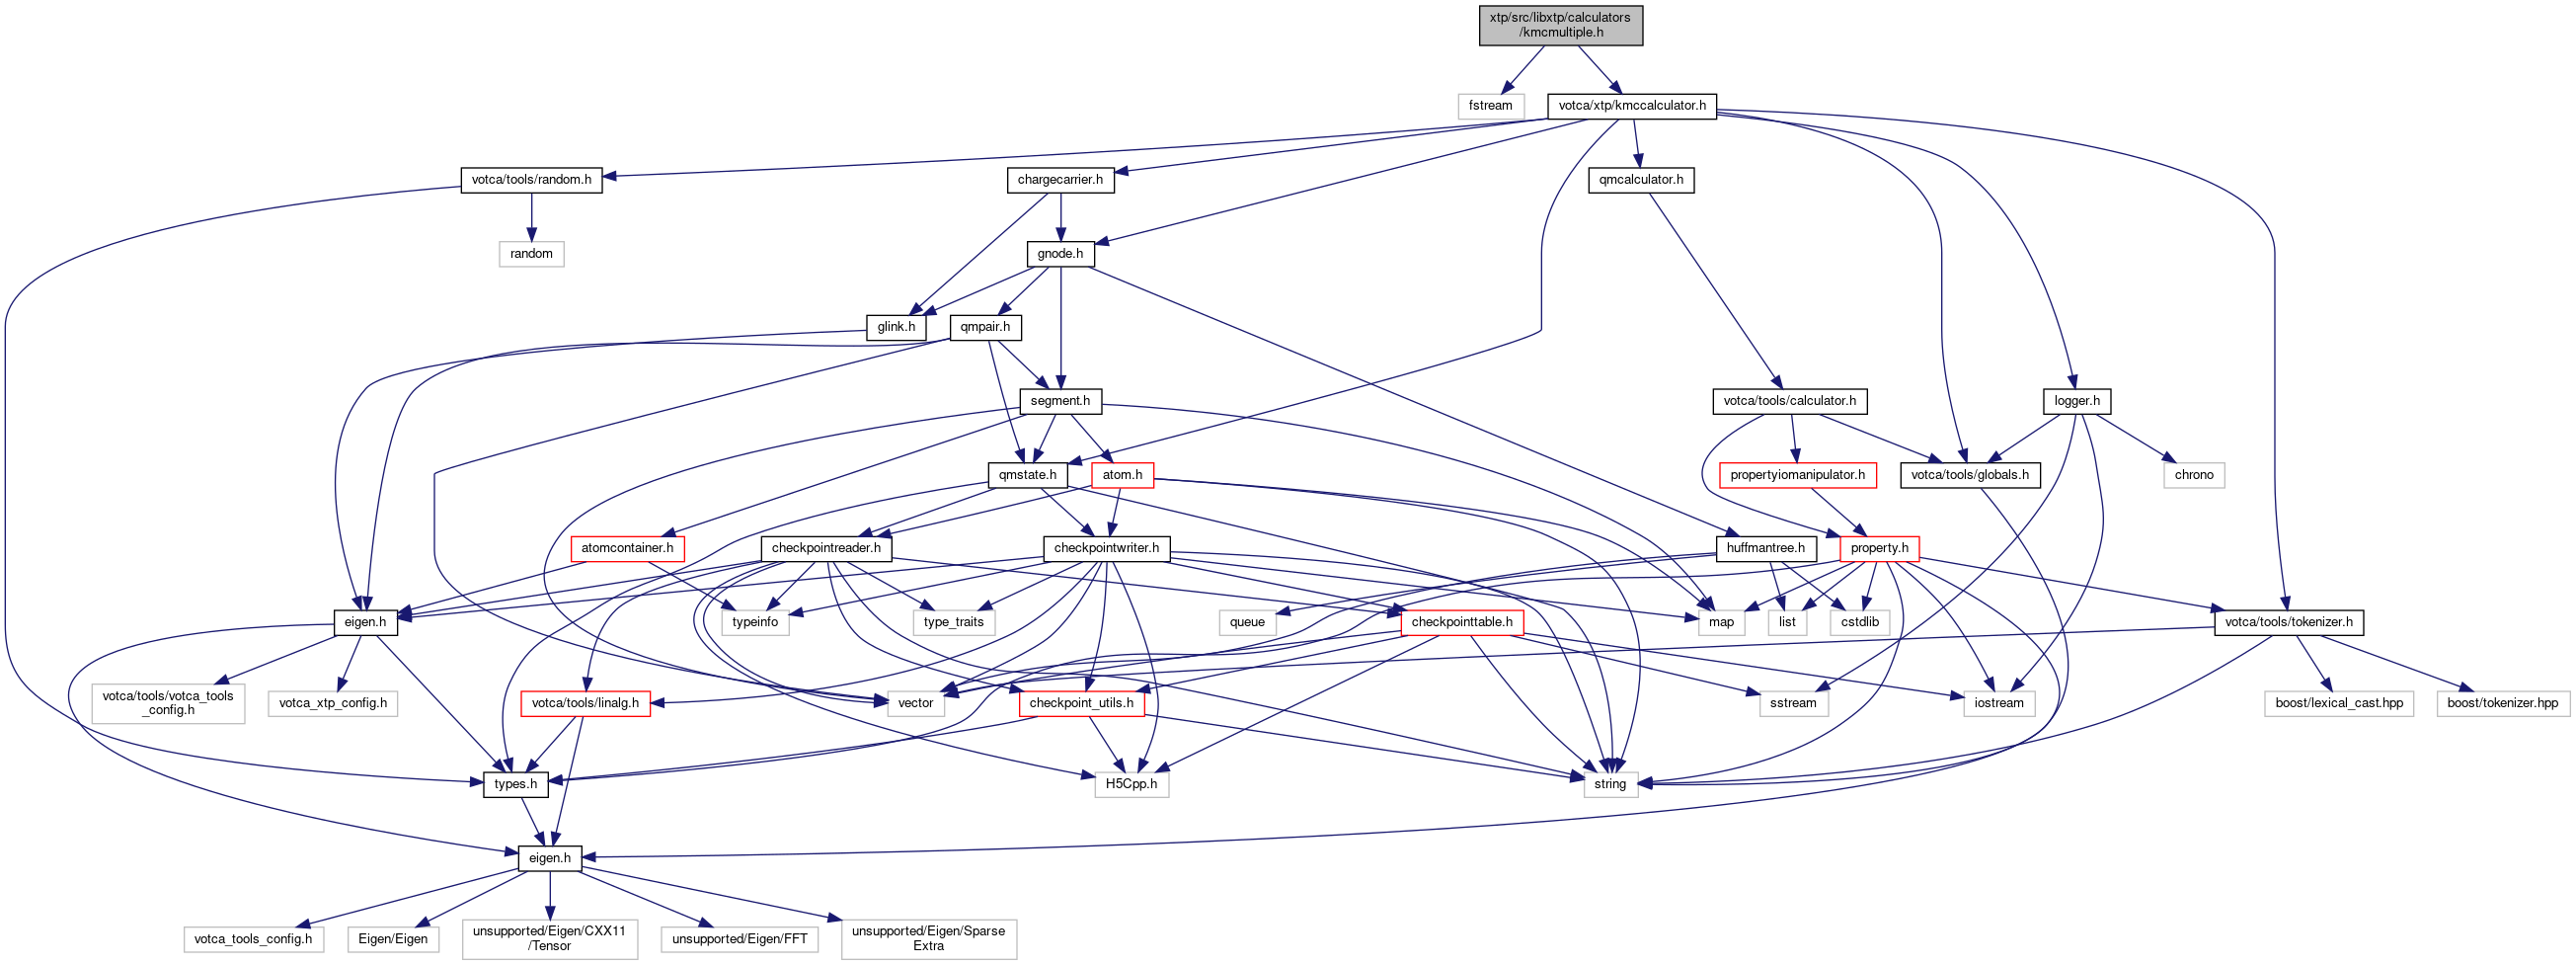 xtp/src/libxtp/calculators
/kmcmultiple.h
fstream
votca/xtp/kmccalculator.h
votca/tools/random.h
chargecarrier.h
qmcalculator.h
random
gnode.h
glink.h
qmpair.h
segment.h
votca/tools/calculator.h
logger.h
qmstate.h
atom.h
propertyiomanipulator.h
votca/tools/globals.h
chrono
atomcontainer.h
checkpointreader.h
checkpointwriter.h
huffmantree.h
property.h
eigen.h
typeinfo
type_traits
queue
checkpointtable.h
map
list
cstdlib
votca/tools/tokenizer.h
votca/tools/votca_tools
_config.h
votca_xtp_config.h
votca/tools/linalg.h
vector
checkpoint_utils.h
sstream
iostream
boost/lexical_cast.hpp
boost/tokenizer.hpp
types.h
H5Cpp.h
string
eigen.h
votca_tools_config.h
Eigen/Eigen
unsupported/Eigen/CXX11
/Tensor
unsupported/Eigen/FFT
unsupported/Eigen/Sparse
Extra